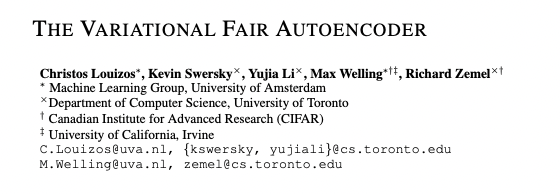 THE VARIATIONAL FAIR AUTOENCODER
Christos Louizos*, Kevin Swersky×, Yujia Li×, Max Welling*†‡, Richard Zemel×†
* Machine Learning Group, University of Amsterdam
×Department of Computer Science, University of Toronto
† Canadian Institute for Advanced Research (CIFAR)
‡ University of California, Irvine
C.Louizos@uva.nl, {kswersky, yujiali}@cs.toronto.edu
M.Welling@uva.nl, zemel@cs.toronto.edu